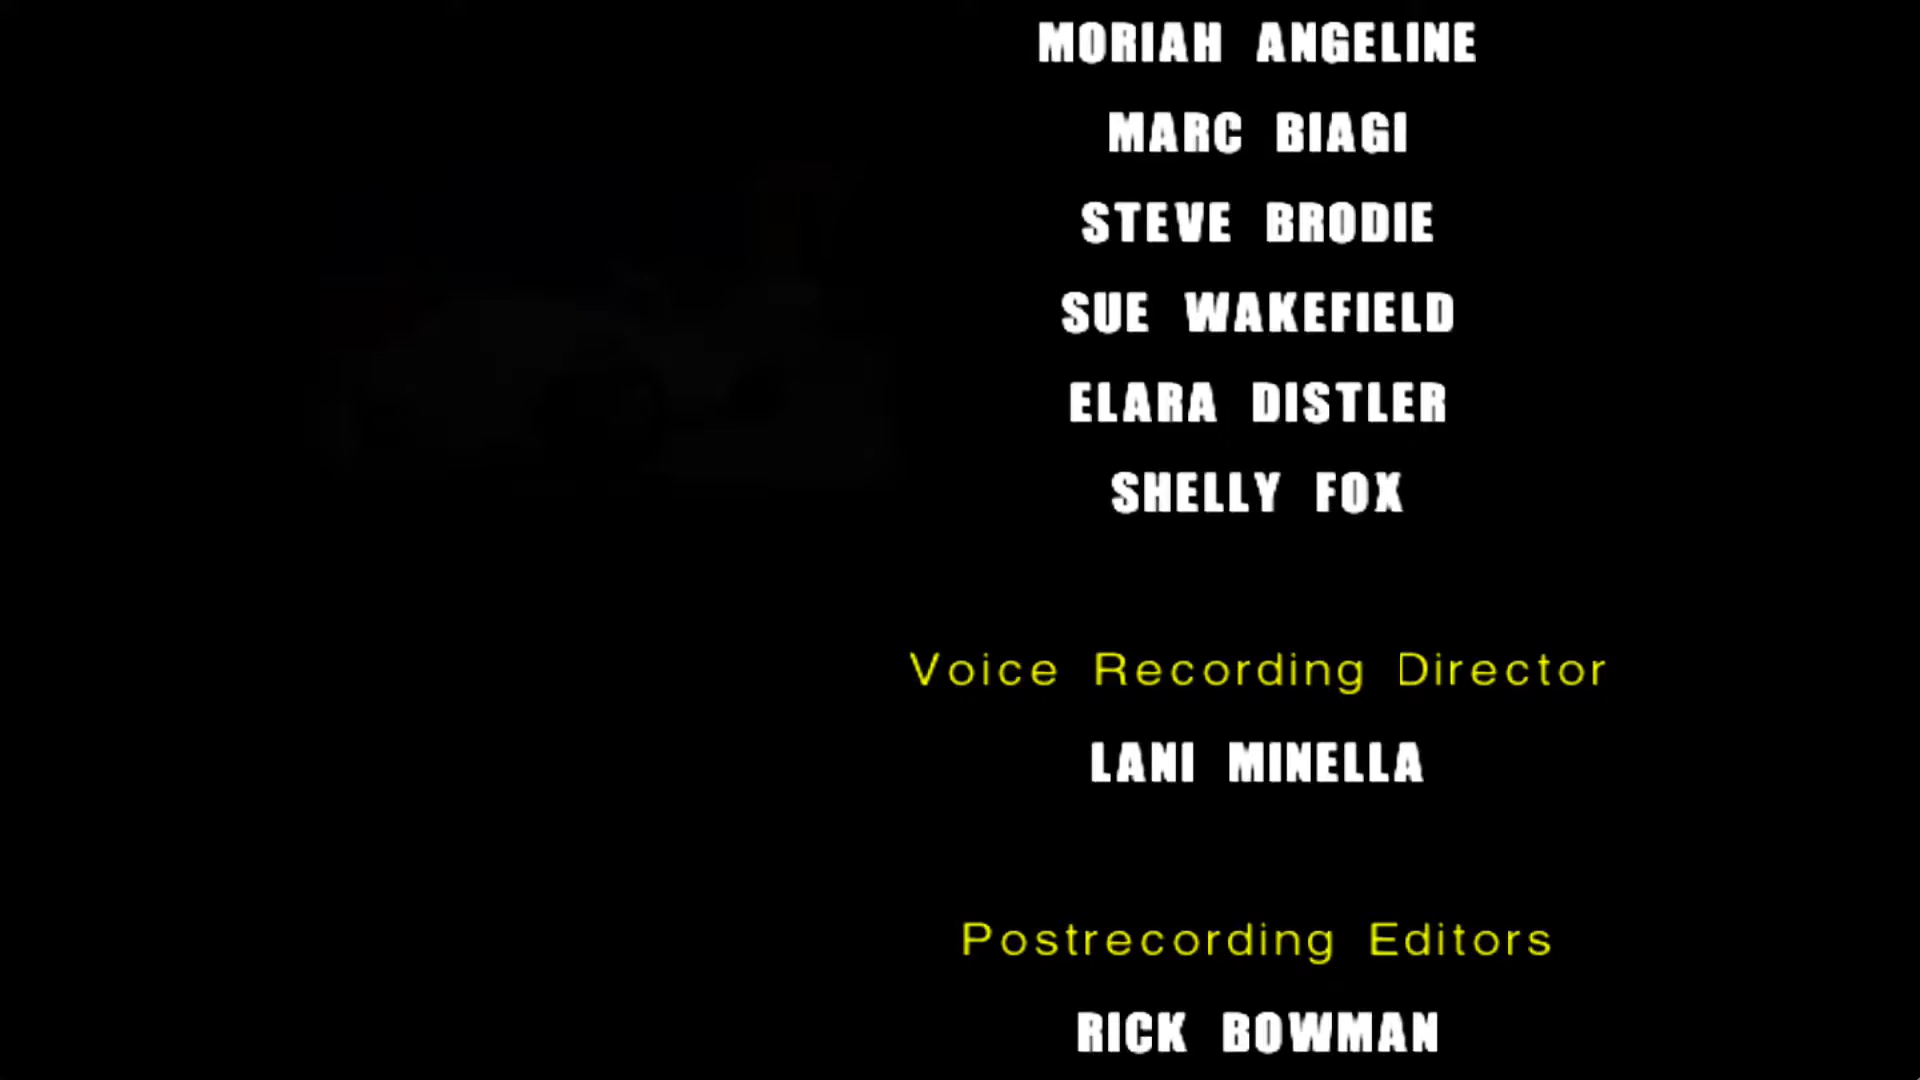 MORIAH ANGELINE
MARC BIAGI
STEVE BRODIE
SUE WAKEFIELD
ELARA DISTLER
SHELLY FOX
Voice Recording Director
LANI MINELLA
Postrecording Editors
RICK BOWMAN